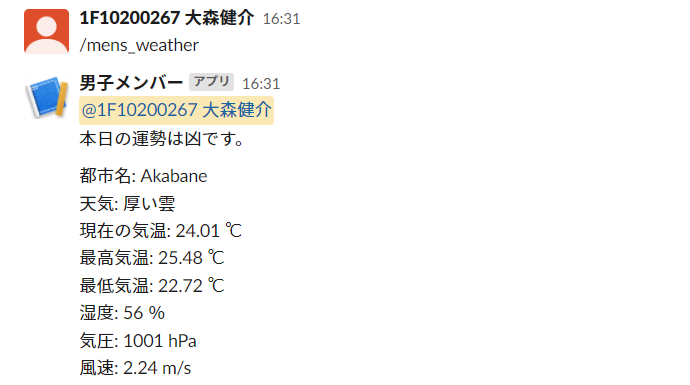 1F10200267 大森健介 16:31
/mens_weather
男子メンバー アプリ 16:31
@1F10200267 大森健介
本日の運勢は凶です。
都市名: Akabane
天気: 厚い雲
現在の気温: 24.01 ℃
最高気温: 25.48 ℃
最低気温: 22.72 ℃
湿度: 56 %
気圧: 1001 hPa
風速: 2.24 m/s